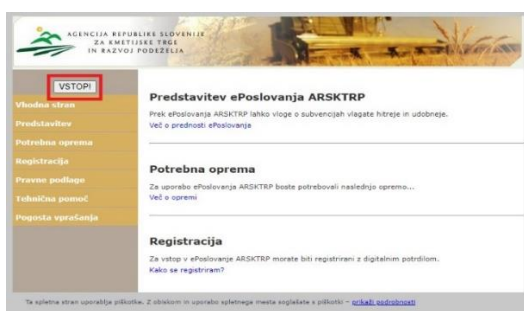 AGENCIJA REPUBLIKE SLOVENIJE
ZA KMETIJSKE TRGE
IN RAZVOJ PODEŽELJA
VSTOPI
Vhodna stran
Predstavitev
Potrebna oprema
Registracija
Pravne podlage
Tehnična pomoč
Pogosta vprašanja
Predstavitev ePoslovanja ARSKTRP
Prek ePoslovanja ARSKTRP lahko vloge o subvencijah vlagate hitreje in udobneje.
Več o prednosti ePoslovanja
Potrebna oprema
Za uporabo ePoslovanja ARSKTRP boste potrebovali naslednjo opremo...
Več o opremi
Registracija
Za vstop v ePoslovanje ARSKTRP morate biti registrirani z digitalnim potrdilom.
Kako se registriram?
Ta spletna stran uporablja piškotke. Z obiskom in uporabo spletnega mesta soglašate s piškotki – prikaži podrobnosti